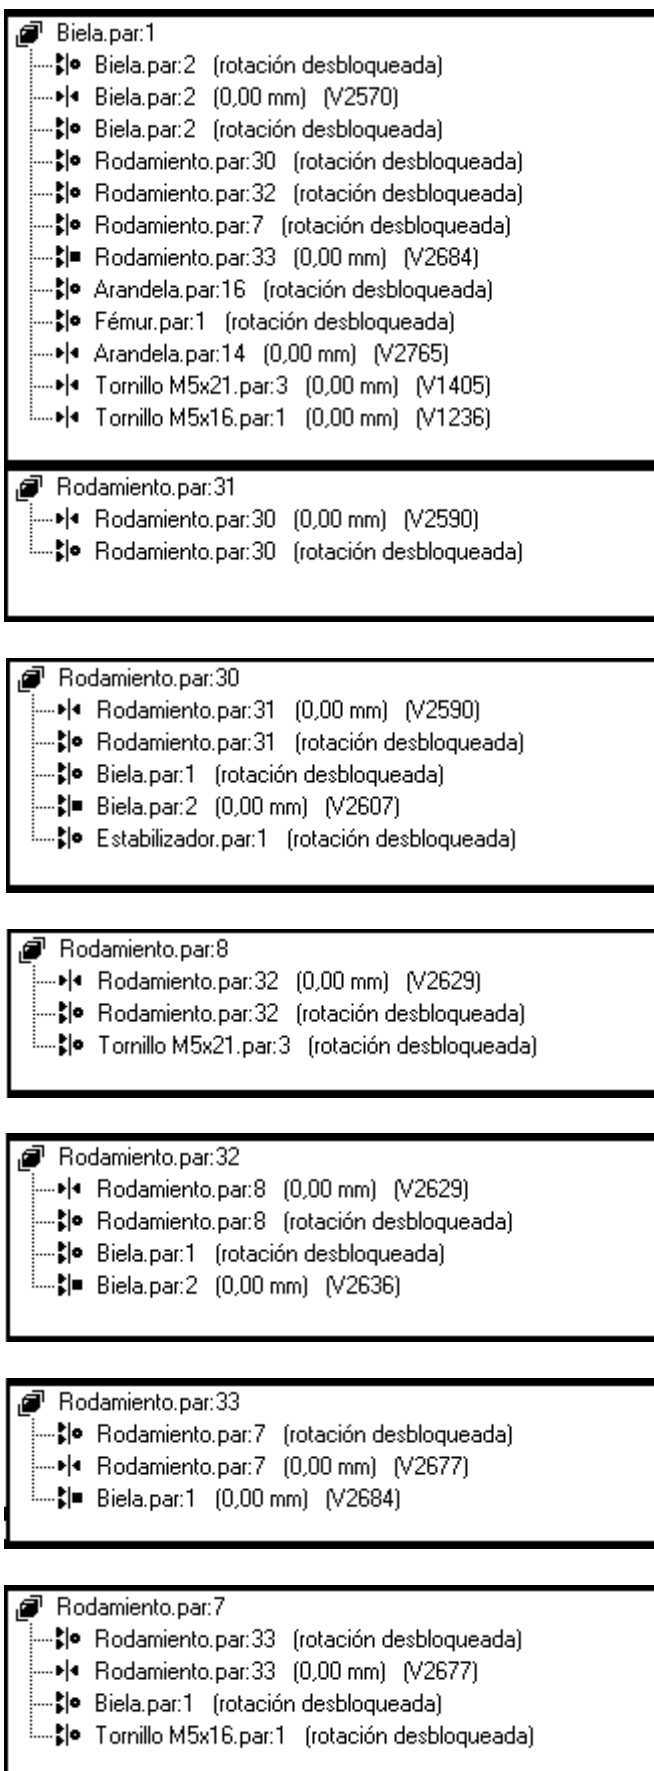 Biela.par:1
Biela.par:2 (rotación desbloqueada)
Biela.par:2 (0,00 mm) (V2570)
Biela.par:2 (rotación desbloqueada)
Rodamiento.par:30 (rotación desbloqueada)
Rodamiento.par:32 (rotación desbloqueada)
Rodamiento.par:7 (rotación desbloqueada)
Rodamiento.par:33 (0,00 mm) (V2684)
Arandela.par:16 (rotación desbloqueada)
Fémur.par:1 (rotación desbloqueada)
Arandela.par:14 (0,00 mm) (V2765)
Tornillo M5x21.par:3 (0,00 mm) (V1405)
Tornillo M5x16.par:1 (0,00 mm) (V1236)
Rodamiento.par:31
Rodamiento.par:30 (0,00 mm) (V2590)
Rodamiento.par:30 (rotación desbloqueada)
Rodamiento.par:30
Rodamiento.par:31 (0,00 mm) (V2590)
Rodamiento.par:31 (rotación desbloqueada)
Biela.par:1 (rotación desbloqueada)
Biela.par:2 (0,00 mm) (V2607)
Estabilizador.par:1 (rotación desbloqueada)
Rodamiento.par:8
Rodamiento.par:32 (0,00 mm) (V2629)
Rodamiento.par:32 (rotación desbloqueada)
Tornillo M5x21.par:3 (rotación desbloqueada)
Rodamiento.par:32
Rodamiento.par:8 (0,00 mm) (V2629)
Rodamiento.par:8 (rotación desbloqueada)
Biela.par:1 (rotación desbloqueada)
Biela.par:2 (0,00 mm) (V2636)
Rodamiento.par:33
Rodamiento.par:7 (rotación desbloqueada)
Rodamiento.par:7 (0,00 mm) (V2677)
Biela.par:1 (0,00 mm) (V2684)
Rodamiento.par:7
Rodamiento.par:33 (rotación desbloqueada)
Rodamiento.par:33 (0,00 mm) (V2677)
Biela.par:1 (rotación desbloqueada)
Tornillo M5x16.par:1 (rotación desbloqueada)